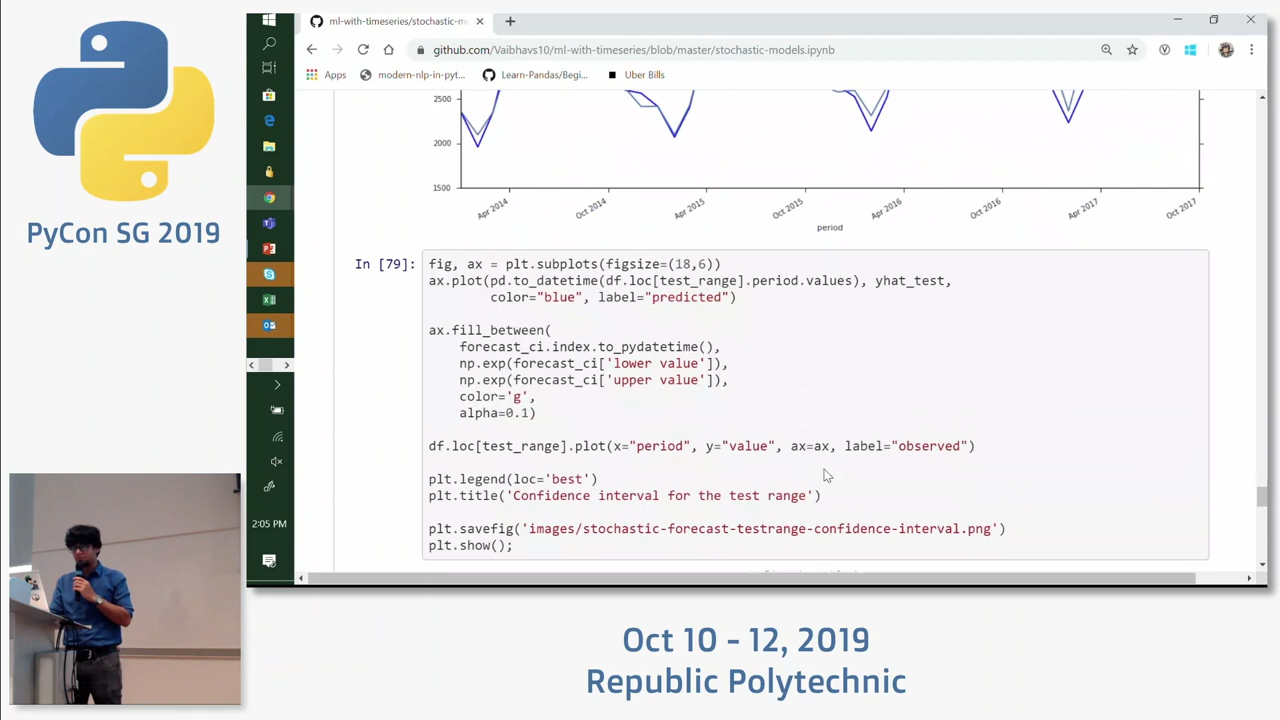 PyCon SG 2019
ml-with-timeseries/stochastic-m
github.com/Vaibhavs10/ml-with-timeseries/blob/master/stochastic-models.ipynb
Apps
modern-nlp-in-pyt...
Learn-Pandas/Begi...
Uber Bills
2500
2000
1500
Apr 2014
Oct 2014
Apr 2015
Oct 2015
Apr 2016
Oct 2016
Apr 2017
Oct 2017
period
In [79]:
fig, ax = plt.subplots(figsize=(18,6))
ax.plot(pd.to_datetime(df.loc[test_range].period.values), yhat_test,
color="blue", label="predicted")
ax.fill_between(
forecast_ci.index.to_pydatetime(),
np.exp(forecast_ci['lower value']),
np.exp(forecast_ci['upper value']),
color='g',
alpha=0.1)
df.loc[test_range].plot(x="period", y="value", ax=ax, label="observed")
plt.legend(loc='best')
plt.title('Confidence interval for the test range')
plt.savefig('images/stochastic-forecast-testrange-confidence-interval.png')
plt.show();
2:05 PM
Oct 10 - 12, 2019
Republic Polytechnic